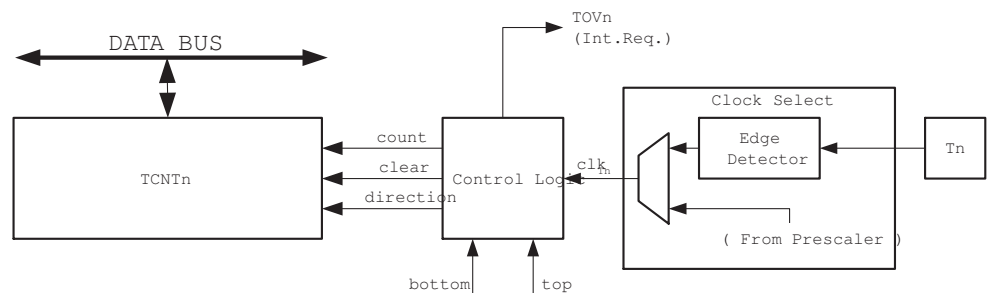 TOVn
(Int.Req.)
DATA BUS
Clock Select
count
Edge
Detector
Tn
TCNTn
clear
Control Logic
clkTn
direction
( From Prescaler )
bottom
top